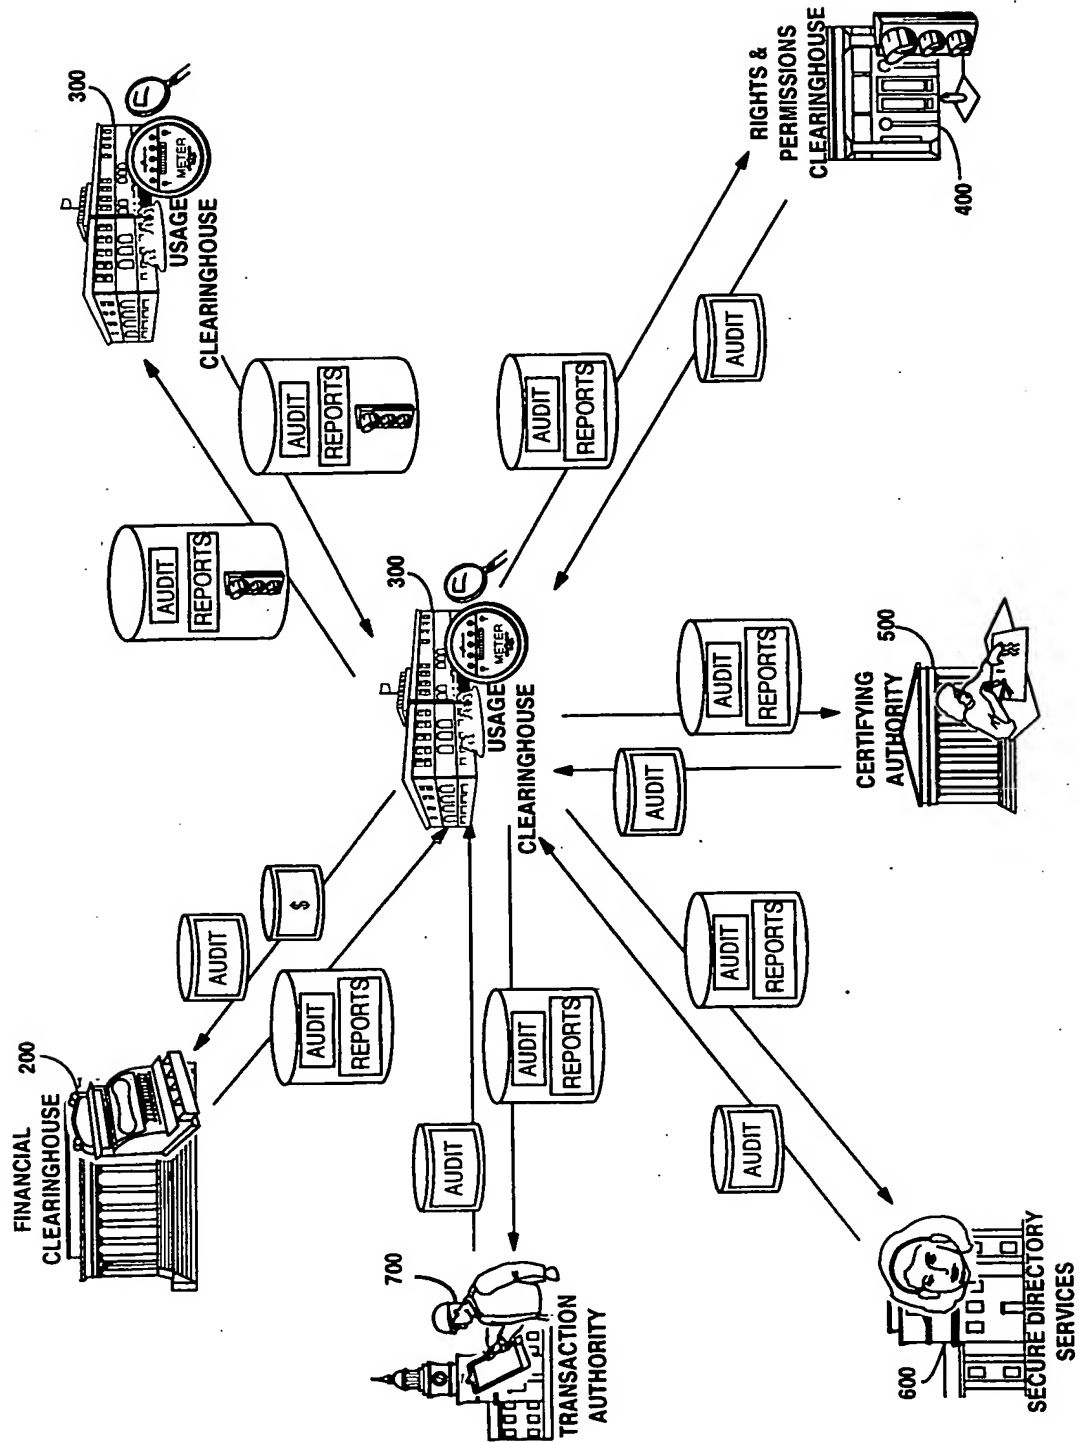 FINANCIAL
CLEARINGHOUSE
200
AUDIT
$
AUDIT
REPORTS
300
METER
USAGE
CLEARINGHOUSE
AUDIT
REPORTS
AUDIT
REPORTS
TRANSACTION
AUTHORITY
700
AUDIT
AUDIT
REPORTS
300
METER
USAGE
CLEARINGHOUSE
AUDIT
REPORTS
AUDIT
RIGHTS &
PERMISSIONS
CLEARINGHOUSE
400
SECURE DIRECTORY
SERVICES
600
AUDIT
AUDIT
REPORTS
AUDIT
AUDIT
REPORTS
CERTIFYING
AUTHORITY
500